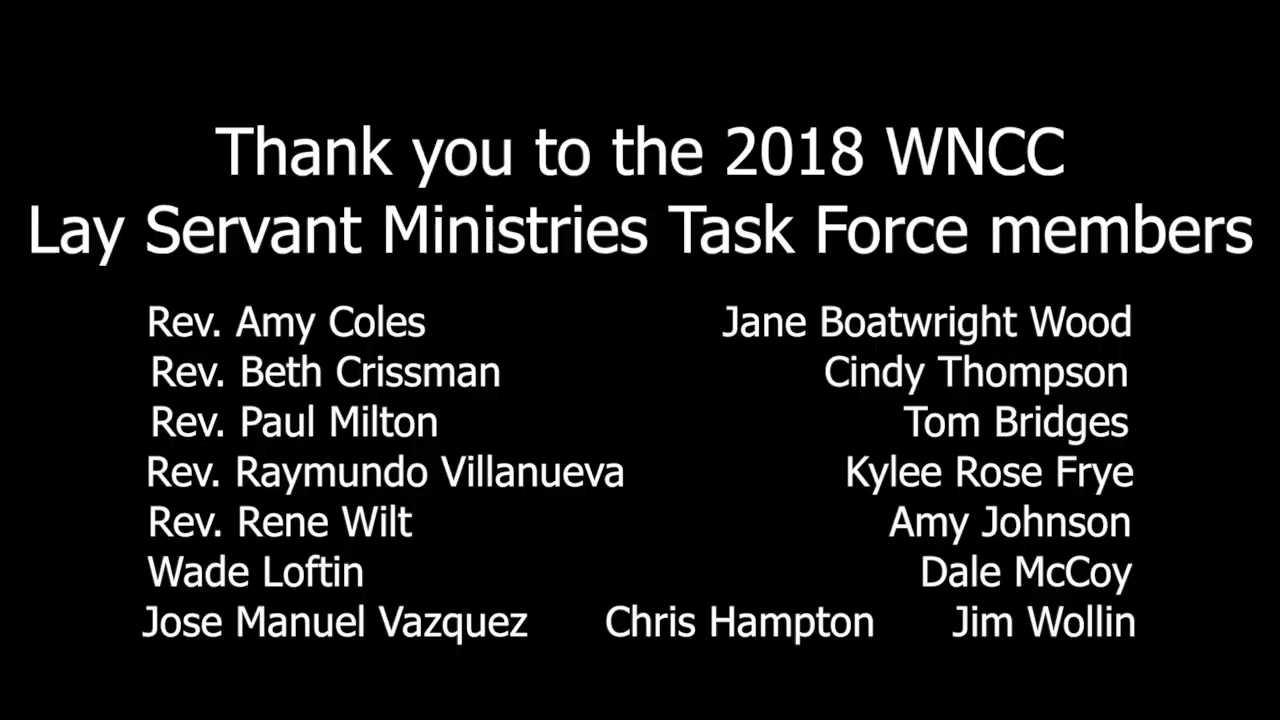 Thank you to the 2018 WNCC
Lay Servant Ministries Task Force members
Rev. Amy Coles Jane Boatwright Wood
Rev. Beth Crissman Cindy Thompson
Rev. Paul Milton Tom Bridges
Rev. Raymundo Villanueva Kylee Rose Frye
Rev. Rene Wilt Amy Johnson
Wade Loftin Dale McCoy
Jose Manuel Vazquez Chris Hampton Jim Wollin